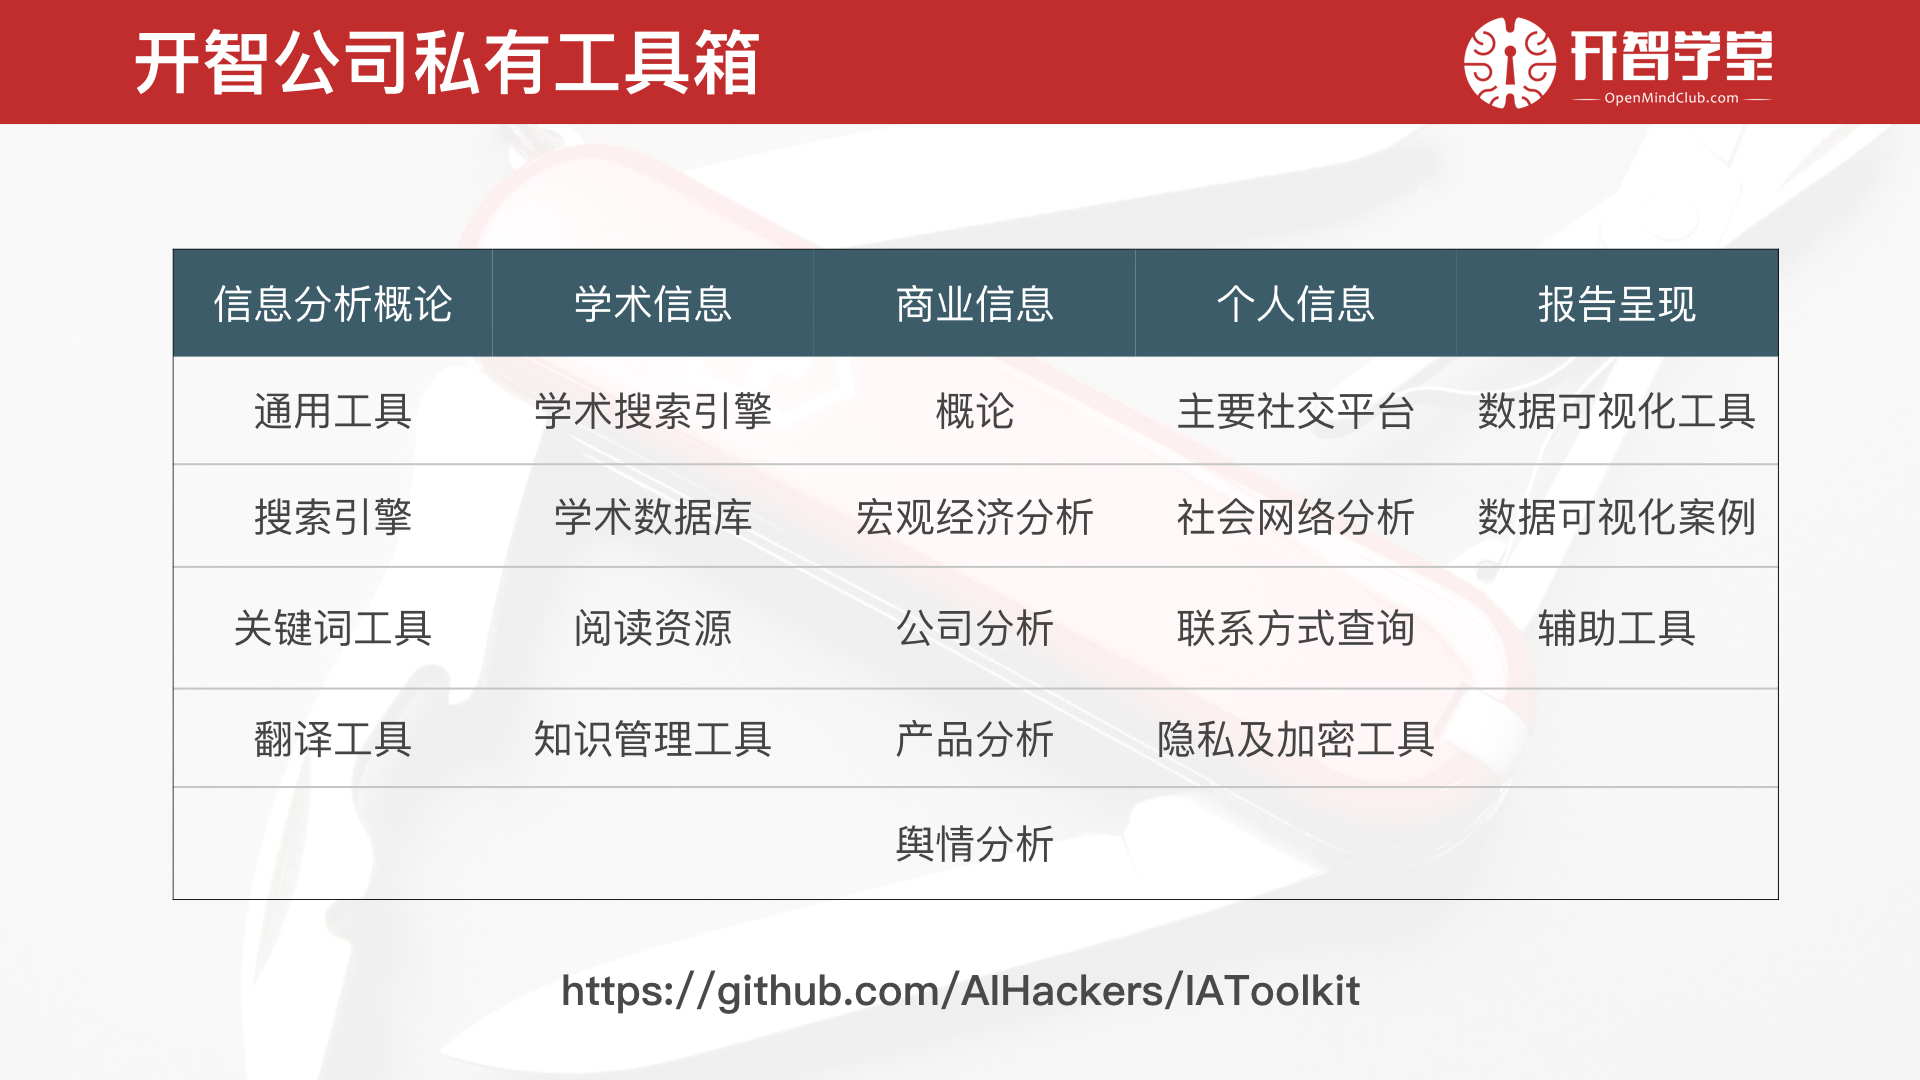 开智公司私有工具箱
开智学堂
OpenMindClub.com
信息分析概论 学术信息 商业信息 个人信息 报告呈现
通用工具 学术搜索引擎 概论 主要社交平台 数据可视化工具
搜索引擎 学术数据库 宏观经济分析 社会网络分析 数据可视化案例
关键词工具 阅读资源 公司分析 联系方式查询 辅助工具
翻译工具 知识管理工具 产品分析 隐私及加密工具
舆情分析
https://github.com/AIHackers/IAToolkit